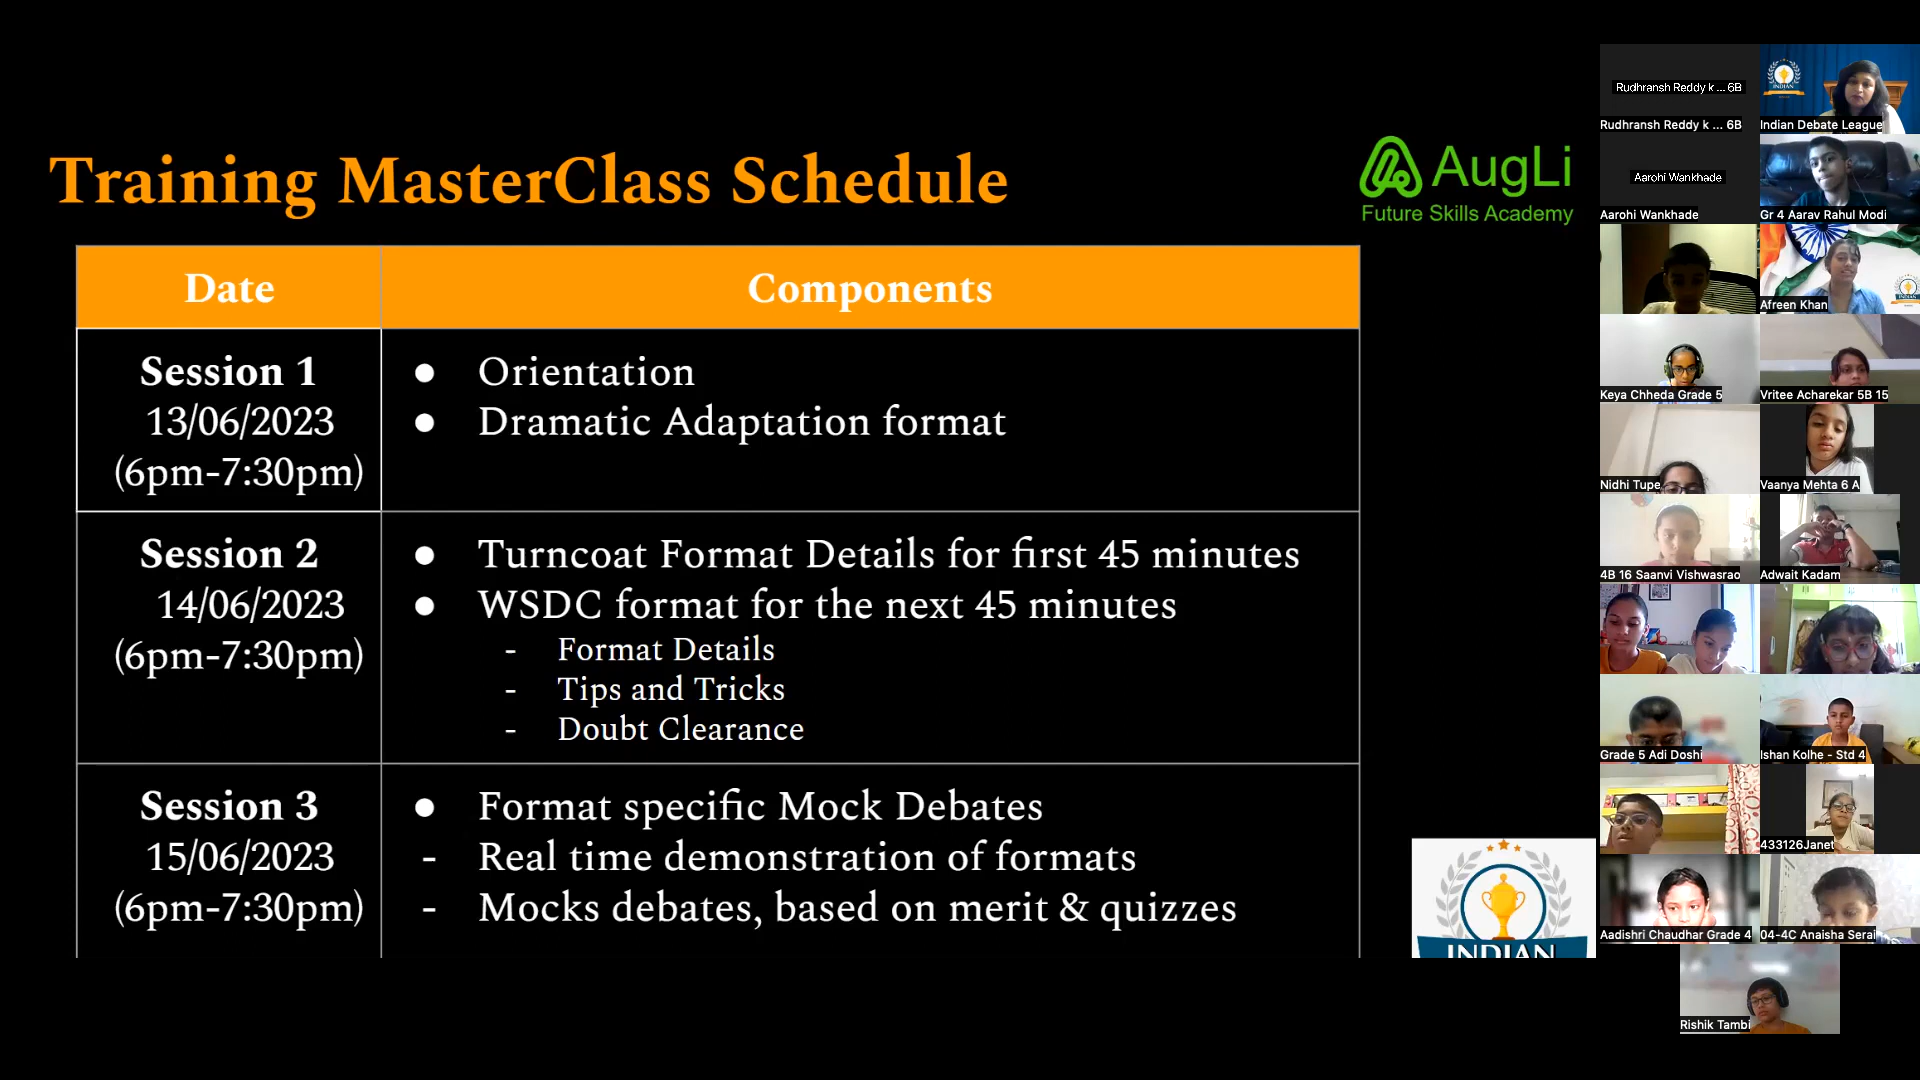 Training MasterClass Schedule
AugLi
Future Skills Academy
Date
Components
Session 1
13/06/2023
(6pm-7:30pm)
● Orientation
● Dramatic Adaptation format
Session 2
14/06/2023
(6pm-7:30pm)
● Turncoat Format Details for first 45 minutes
● WSDC format for the next 45 minutes
- Format Details
- Tips and Tricks
- Doubt Clearance
Session 3
15/06/2023
(6pm-7:30pm)
● Format specific Mock Debates
- Real time demonstration of formats
- Mocks debates, based on merit & quizzes
INDIAN
Rudhransh Reddy k ... 6B
Rudhransh Reddy k ... 6B
INDIAN
Indian Debate League
Aarohi Wankhade
Aarohi Wankhade
Gr 4 Aarav Rahul Modi
Afreen Khan
Keya Chheda Grade 5
Vritee Acharekar 5B 15
Nidhi Tupe
Vaanya Mehta 6 A
4B 16 Saanvi Vishwasrao
Adwait Kadam
Grade 5 Adi Doshi
Ishan Kolhe - Std 4
433126Janet
Aadishri Chaudhar Grade 4
04-4C Anaisha Serai
Rishik Tambi